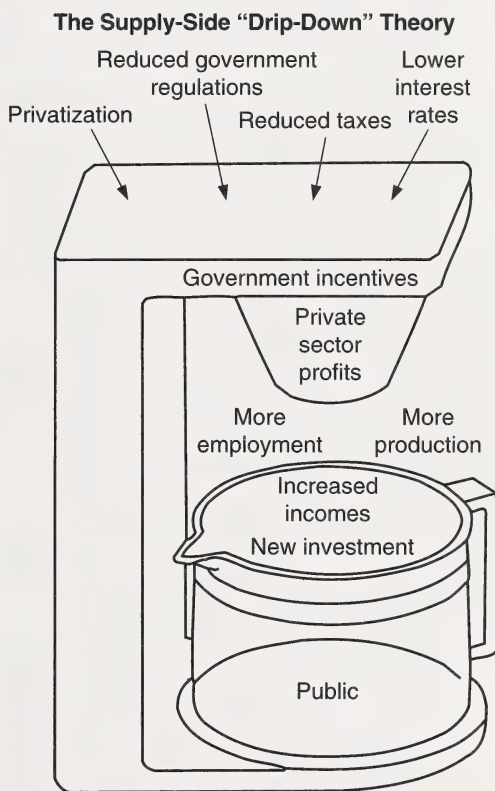 The Supply-Side “Drip-Down” Theory
Reduced government
regulations
Lower
interest
rates
Privatization
Reduced taxes
Government incentives
Private
sector
profits
More
employment
More
production
Increased
incomes
New investment
Public